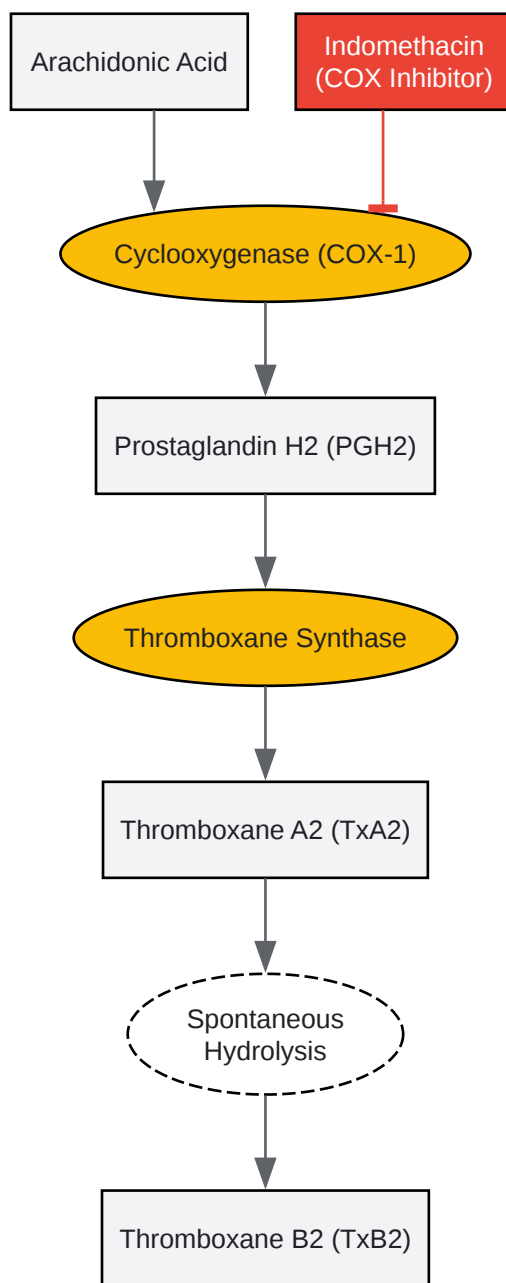 Arachidonic Acid
Indomethacin
(COX Inhibitor)
Cyclooxygenase (COX-1)
Prostaglandin H2 (PGH2)
Thromboxane Synthase
Thromboxane A2 (TxA2)
Spontaneous
Hydrolysis
Thromboxane B2 (TxB2)